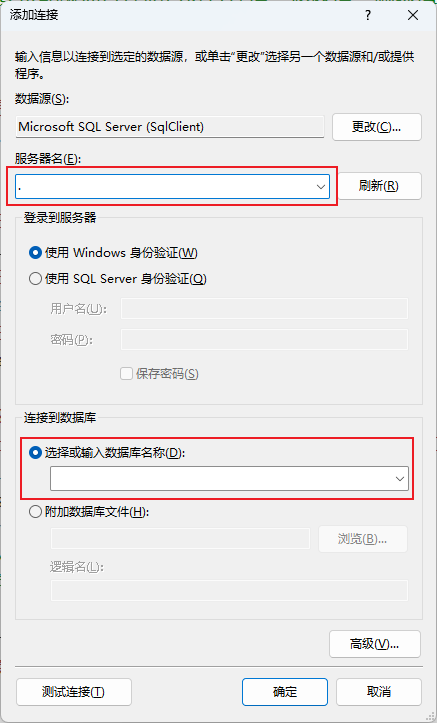 添加连接
输入信息以连接到选定的数据源，或单击“更改”选择另一个数据源和/或提供
程序。
数据源(S):
Microsoft SQL Server (SqlClient)
更改(C)...
服务器名(E):
.
刷新(R)
登录到服务器
使用 Windows 身份验证(W)
使用 SQL Server 身份验证(Q)
用户名(U):
密码(P):
保存密码(S)
连接到数据库
选择或输入数据库名称(D):
附加数据库文件(H):
浏览(B)...
逻辑名(L):
高级(V)...
测试连接(T)
确定
取消